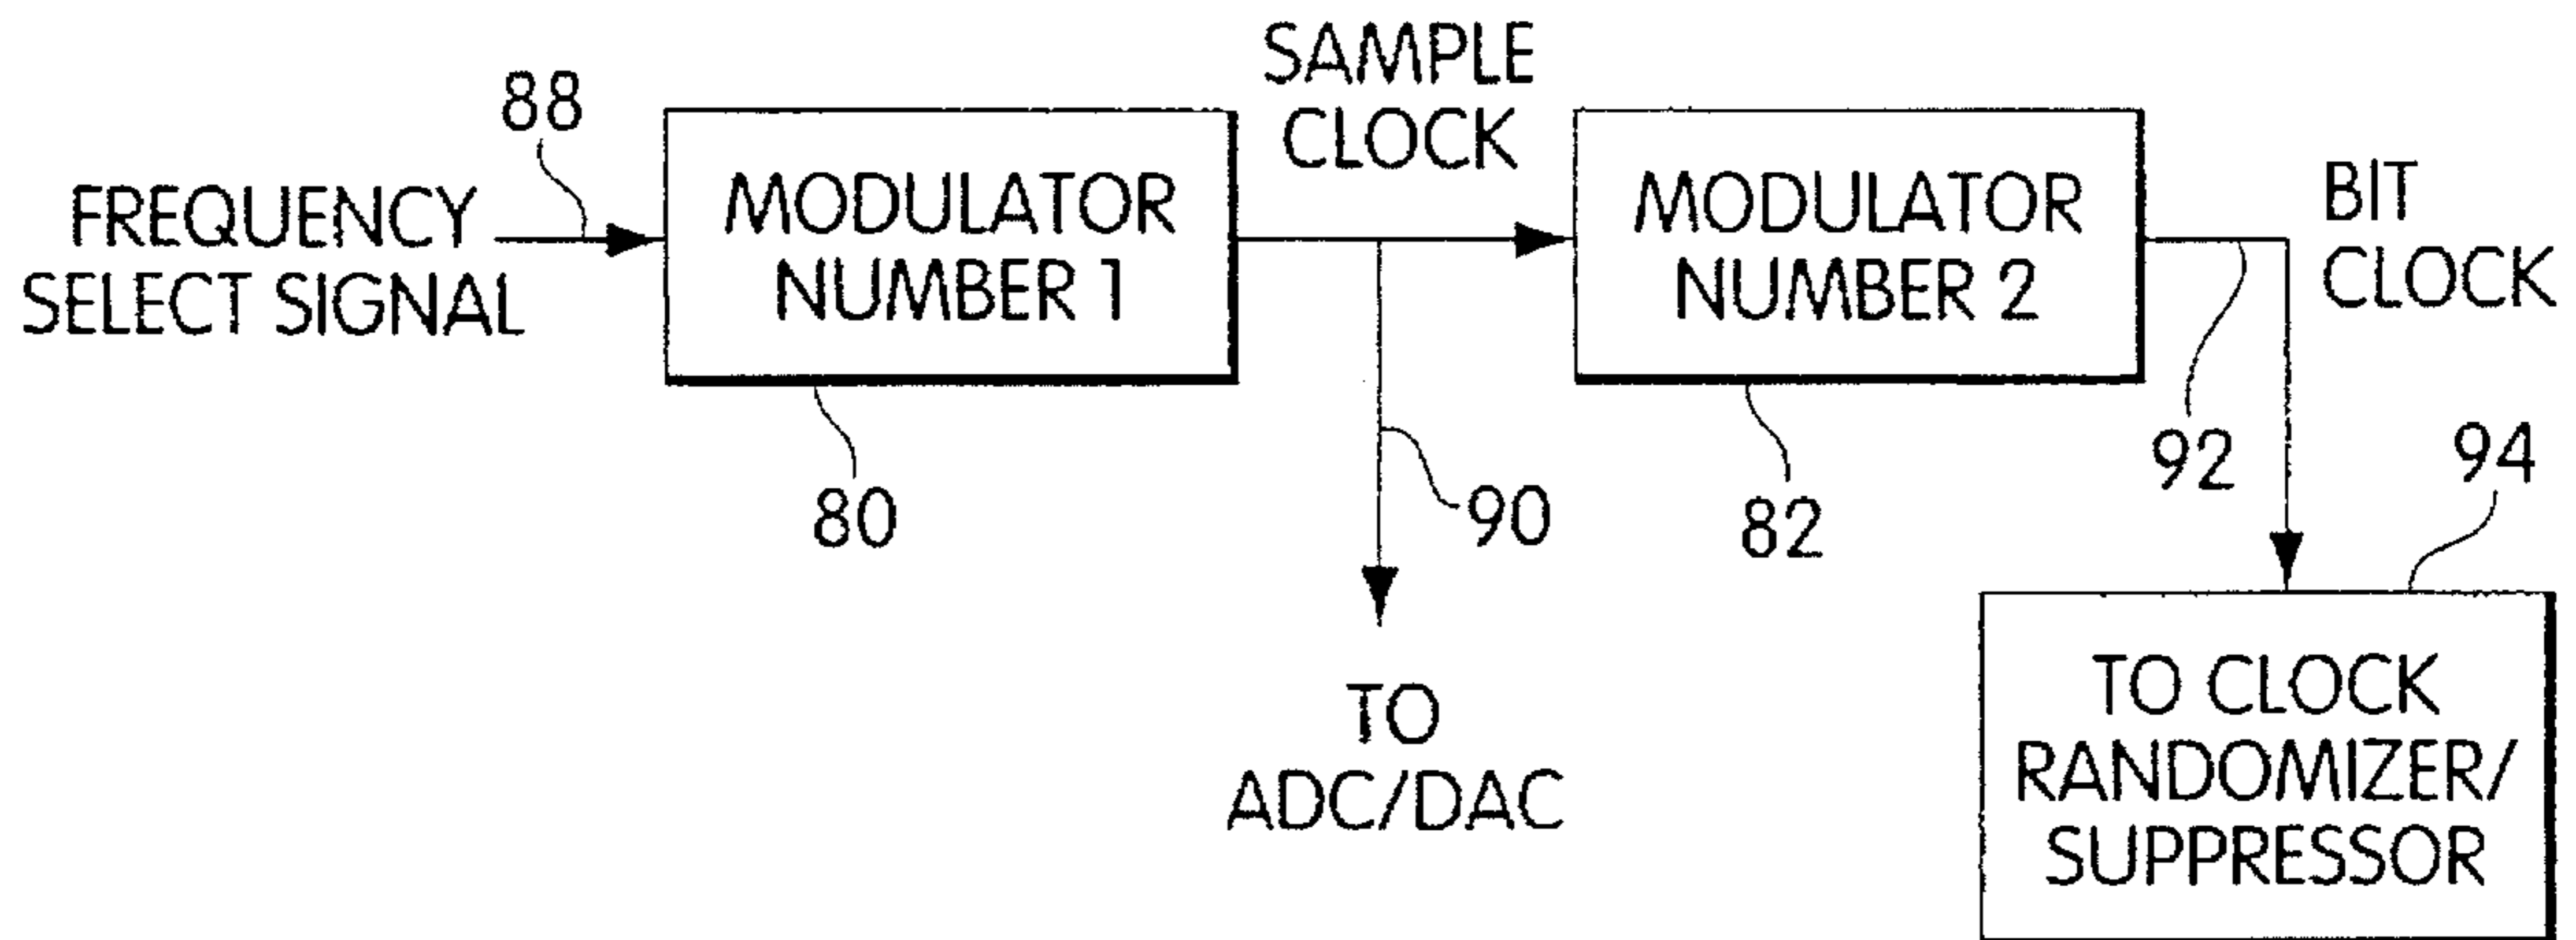 SAMPLE
CLOCK
88
FREQUENCY
SELECT SIGNAL
MODULATOR
NUMBER 1
MODULATOR
NUMBER 2
BIT
CLOCK
80
90
82
92
94
TO
ADC/DAC
TO CLOCK
RANDOMIZER/
SUPPRESSOR